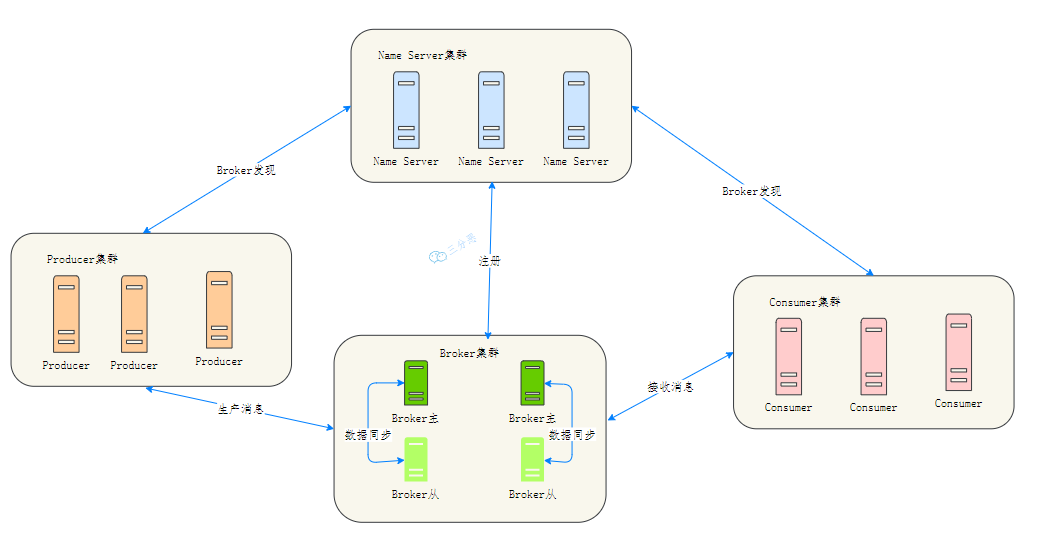 Name Server集群
Name Server
Name Server
Name Server
Broker发现
Broker发现
三分恶
注册
Producer集群
Producer
Producer
Producer
Consumer集群
Consumer
Consumer
Consumer
生产消息
接收消息
Broker集群
Broker主
Broker主
数据同步
数据同步
Broker从
Broker从